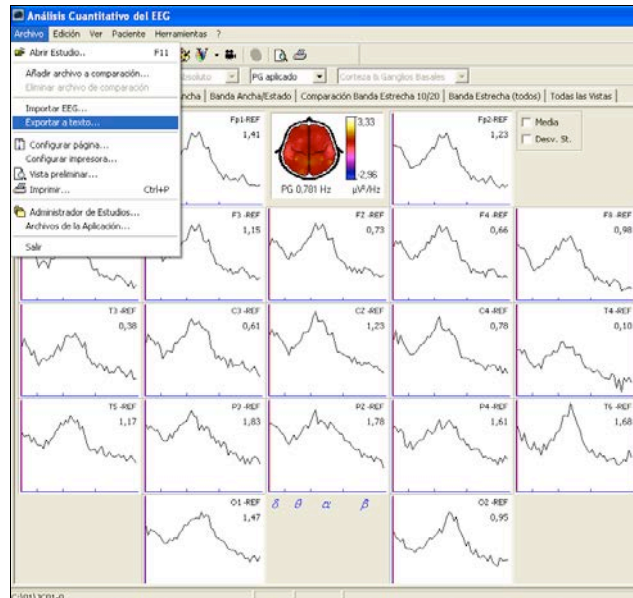 Análisis Cuantitativo del EEG
Archivo Edición Ver Paciente Herramientas ?
Abrir Estudio.. F11
Añadir archivo a comparación...
Eliminar archivo de comparación
Importar EEG...
Exportar a texto...
Configurar página...
Configurar impresora...
Vista preliminar...
Imprimir... Ctrl+P
Administrador de Estudios...
Archivos de la Aplicación...
Salir
PG aplicado Corteza & Ganglios Basales
Banda Ancha/Estado Comparación Banda Estrecha 10/20 Banda Estrecha (todos) Todas las Vistas
Fp1-REF
1,41
3,33
-2,96
PG 0,781 Hz µV²/Hz
Fp2-REF
1,23
Media
Desv. St.
F3-REF
1,15
FZ-REF
0,73
F4-REF
0,66
F8-REF
0,98
T3-REF
0,38
C3-REF
0,61
CZ-REF
1,23
C4-REF
0,78
T4-REF
0,10
T5-REF
1,17
P3-REF
1,83
PZ-REF
1,78
P4-REF
1,61
T6-REF
1,68
O1-REF
1,47
δ θ α β
O2-REF
0,95